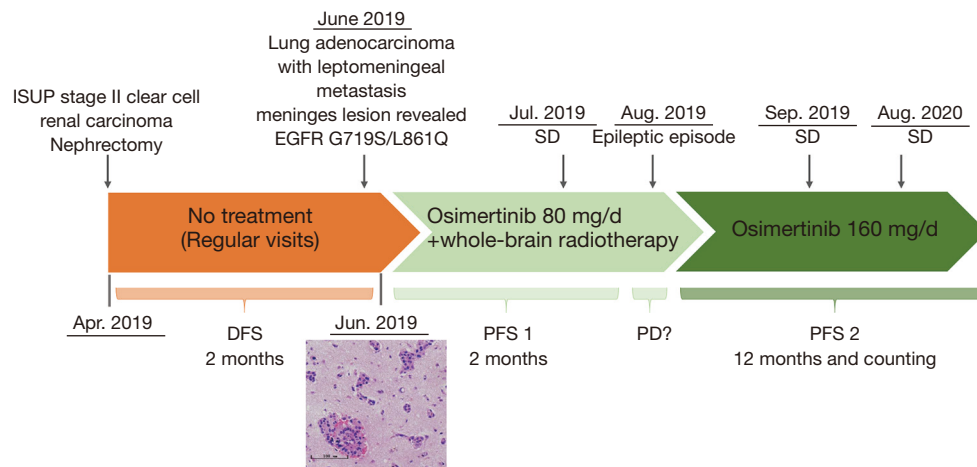 June 2019
Lung adenocarcinoma
with leptomeningeal
metastasis
meninges lesion revealed
EGFR G719S/L861Q
ISUP stage II clear cell
renal carcinoma
Nephrectomy
Jul. 2019
SD
Aug. 2019
Epileptic episode
Sep. 2019
SD
Aug. 2020
SD
No treatment
(Regular visits)
Osimertinib 80 mg/d
+whole-brain radiotherapy
Osimertinib 160 mg/d
Apr. 2019
DFS
2 months
Jun. 2019
PFS 1
2 months
PD?
PFS 2
12 months and counting